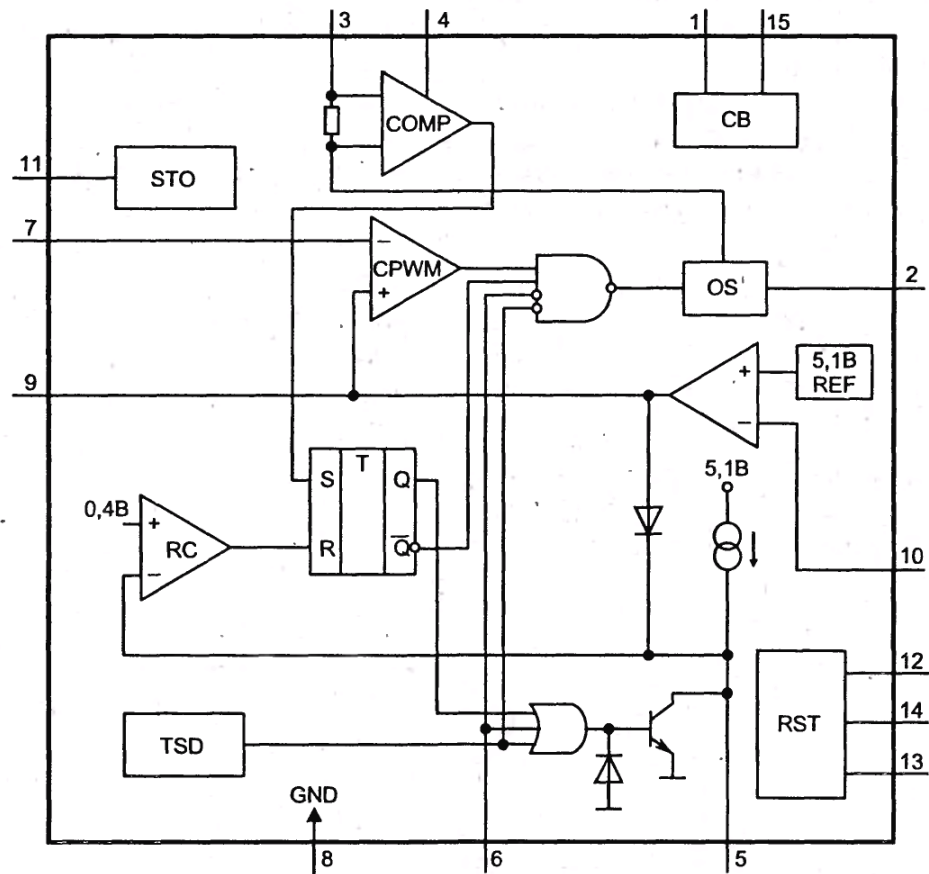 3 4 1 15
COMP
CB
11
STO
7
−
CPWM
+
OS
2
9
+
5,1В
REF
−
5,1В
S T Q
0,4В
+
RC
−
R Q̅
10
12
RST
14
13
TSD
GND
8 6 5